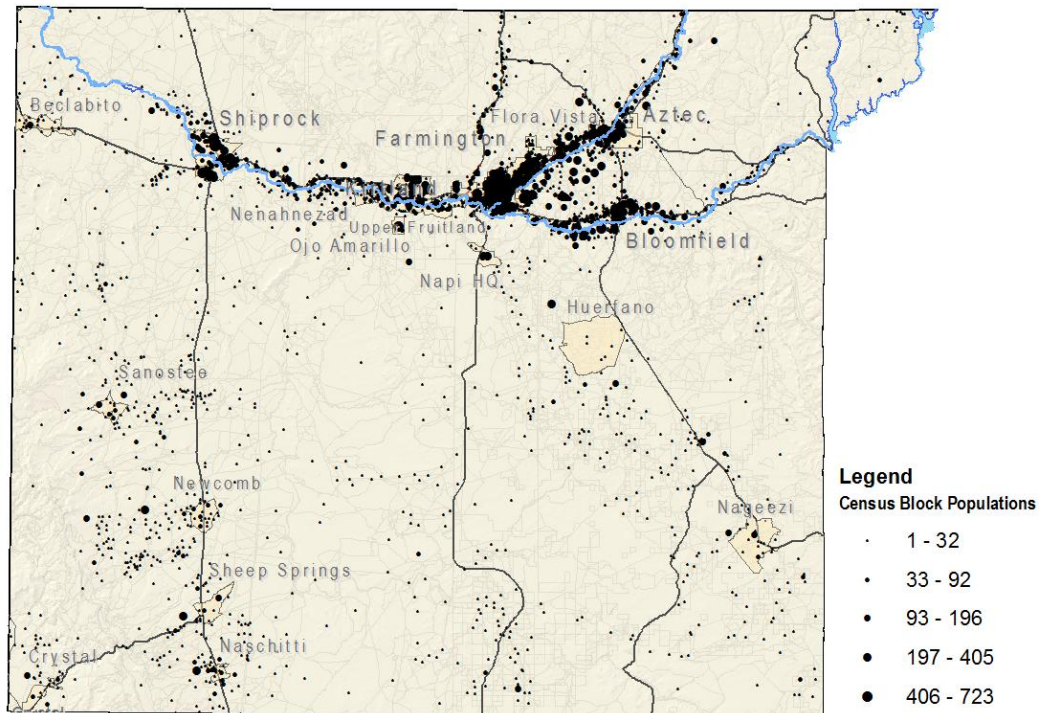 Beclabito
Shiprock
Flora Vista
Aztec
Farmington
Kirtland
Nenahnezad
Upper Fruitland
Ojo Amarillo
Bloomfield
Napi HQ
Huerfano
Sanostee
Newcomb
Nageezi
Sheep Springs
Naschitti
Crystal
Legend
Census Block Populations
1 - 32
33 - 92
93 - 196
197 - 405
406 - 723